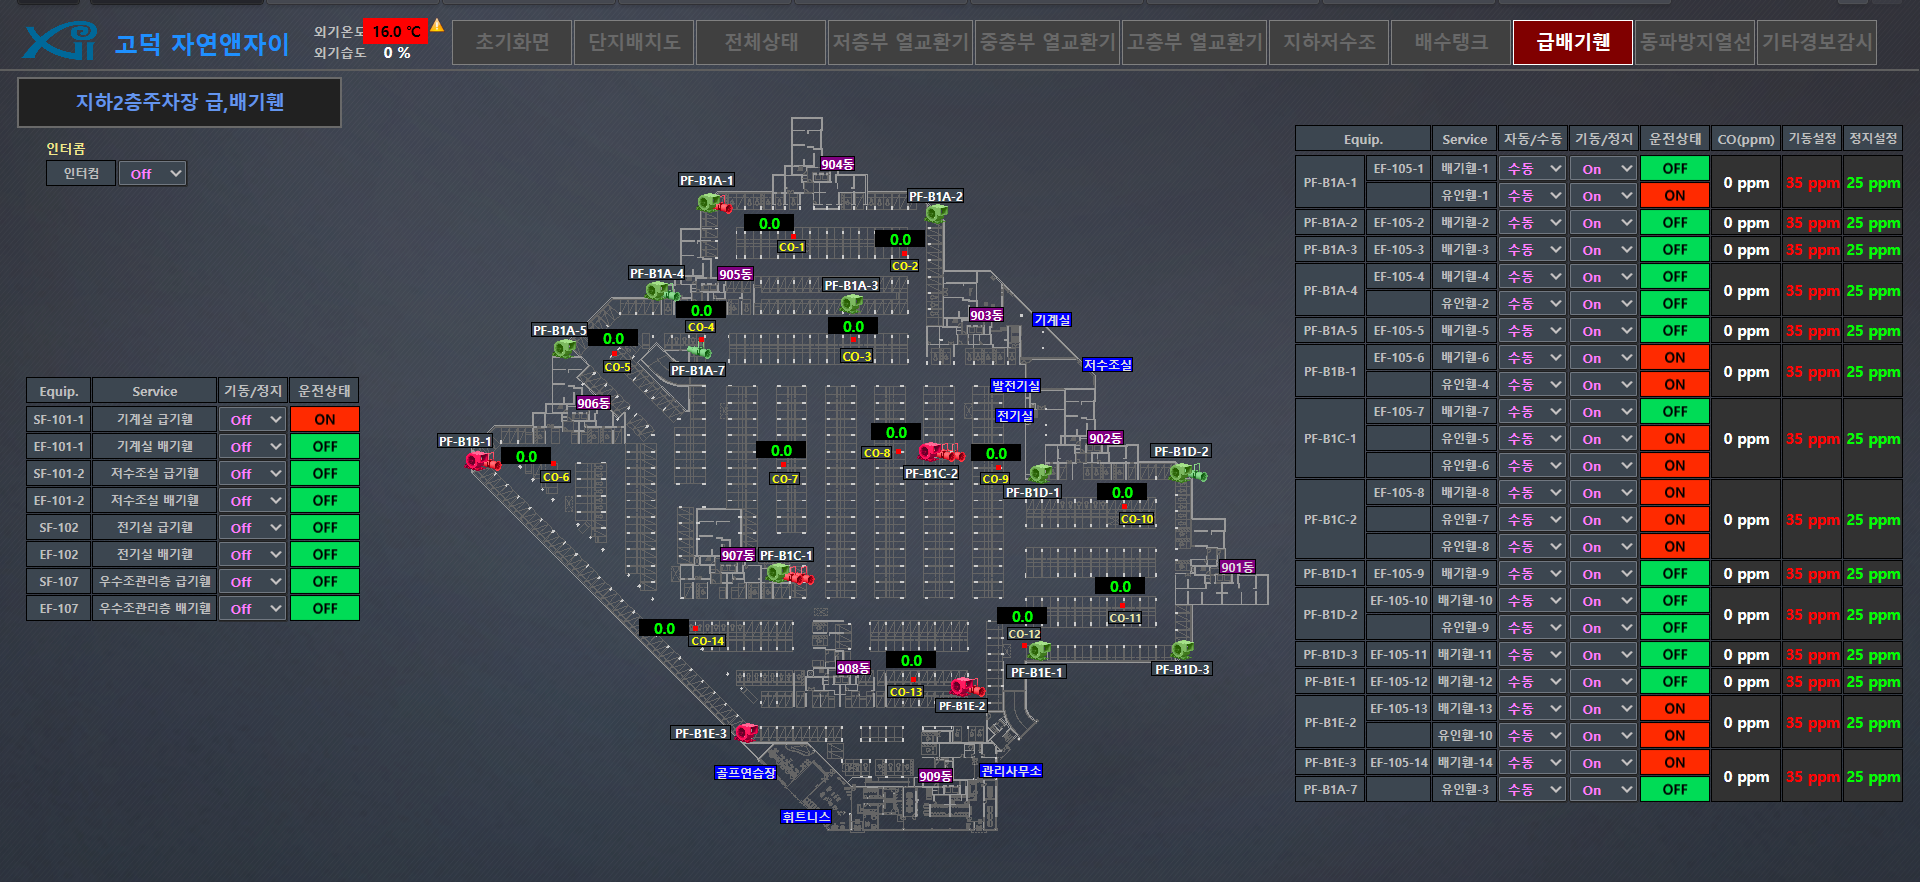 Xi
고덕 자연앤자이
외기온도 16.0 ℃
외기습도 0 %
초기화면 단지배치도 전체상태 저층부 열교환기 중층부 열교환기 고층부 열교환기 지하저수조 배수탱크 급배기휀 동파방지열선 기타경보감시
지하2층주차장 급,배기휀
인터콤
인터컴 Off
Equip. Service 기동/정지 운전상태
SF-101-1 기계실 급기휀 Off ON
EF-101-1 기계실 배기휀 Off OFF
SF-101-2 저수조실 급기휀 Off OFF
EF-101-2 저수조실 배기휀 Off OFF
SF-102 전기실 급기휀 Off OFF
EF-102 전기실 배기휀 Off OFF
SF-107 우수조관리층 급기휀 Off OFF
EF-107 우수조관리층 배기휀 Off OFF
904동
PF-B1A-1
PF-B1A-2
0.0
CO-1
0.0
CO-2
PF-B1A-4
905동
PF-B1A-3
0.0
CO-4
903동
기계실
PF-B1A-5
0.0
0.0
CO-3
CO-5
PF-B1A-7
저수조실
발전기실
906동
전기실
PF-B1B-1
0.0
CO-6
0.0
CO-7
0.0
CO-8
PF-B1C-2
0.0
CO-9
902동
PF-B1D-1
PF-B1D-2
0.0
CO-10
907동
PF-B1C-1
901동
0.0
CO-11
0.0
CO-12
0.0
CO-14
908동
0.0
CO-13
PF-B1E-1
PF-B1D-3
PF-B1E-2
PF-B1E-3
골프연습장
909동
관리사무소
휘트니스
Equip. Service 자동/수동 기동/정지 운전상태 CO(ppm) 기동설정 정지설정
PF-B1A-1 EF-105-1 배기휀-1 수동 On OFF 0 ppm 35 ppm 25 ppm
유인휀-1 수동 On ON
PF-B1A-2 EF-105-2 배기휀-2 수동 On OFF 0 ppm 35 ppm 25 ppm
PF-B1A-3 EF-105-3 배기휀-3 수동 On OFF 0 ppm 35 ppm 25 ppm
PF-B1A-4 EF-105-4 배기휀-4 수동 On OFF 0 ppm 35 ppm 25 ppm
유인휀-2 수동 On OFF
PF-B1A-5 EF-105-5 배기휀-5 수동 On OFF 0 ppm 35 ppm 25 ppm
PF-B1B-1 EF-105-6 배기휀-6 수동 On ON 0 ppm 35 ppm 25 ppm
유인휀-4 수동 On ON
PF-B1C-1 EF-105-7 배기휀-7 수동 On OFF 0 ppm 35 ppm 25 ppm
유인휀-5 수동 On ON
유인휀-6 수동 On ON
PF-B1C-2 EF-105-8 배기휀-8 수동 On ON 0 ppm 35 ppm 25 ppm
유인휀-7 수동 On ON
유인휀-8 수동 On ON
PF-B1D-1 EF-105-9 배기휀-9 수동 On OFF 0 ppm 35 ppm 25 ppm
PF-B1D-2 EF-105-10 배기휀-10 수동 On OFF 0 ppm 35 ppm 25 ppm
유인휀-9 수동 On OFF
PF-B1D-3 EF-105-11 배기휀-11 수동 On OFF 0 ppm 35 ppm 25 ppm
PF-B1E-1 EF-105-12 배기휀-12 수동 On OFF 0 ppm 35 ppm 25 ppm
PF-B1E-2 EF-105-13 배기휀-13 수동 On ON 0 ppm 35 ppm 25 ppm
유인휀-10 수동 On ON
PF-B1E-3 EF-105-14 배기휀-14 수동 On ON 0 ppm 35 ppm 25 ppm
PF-B1A-7 유인휀-3 수동 On OFF